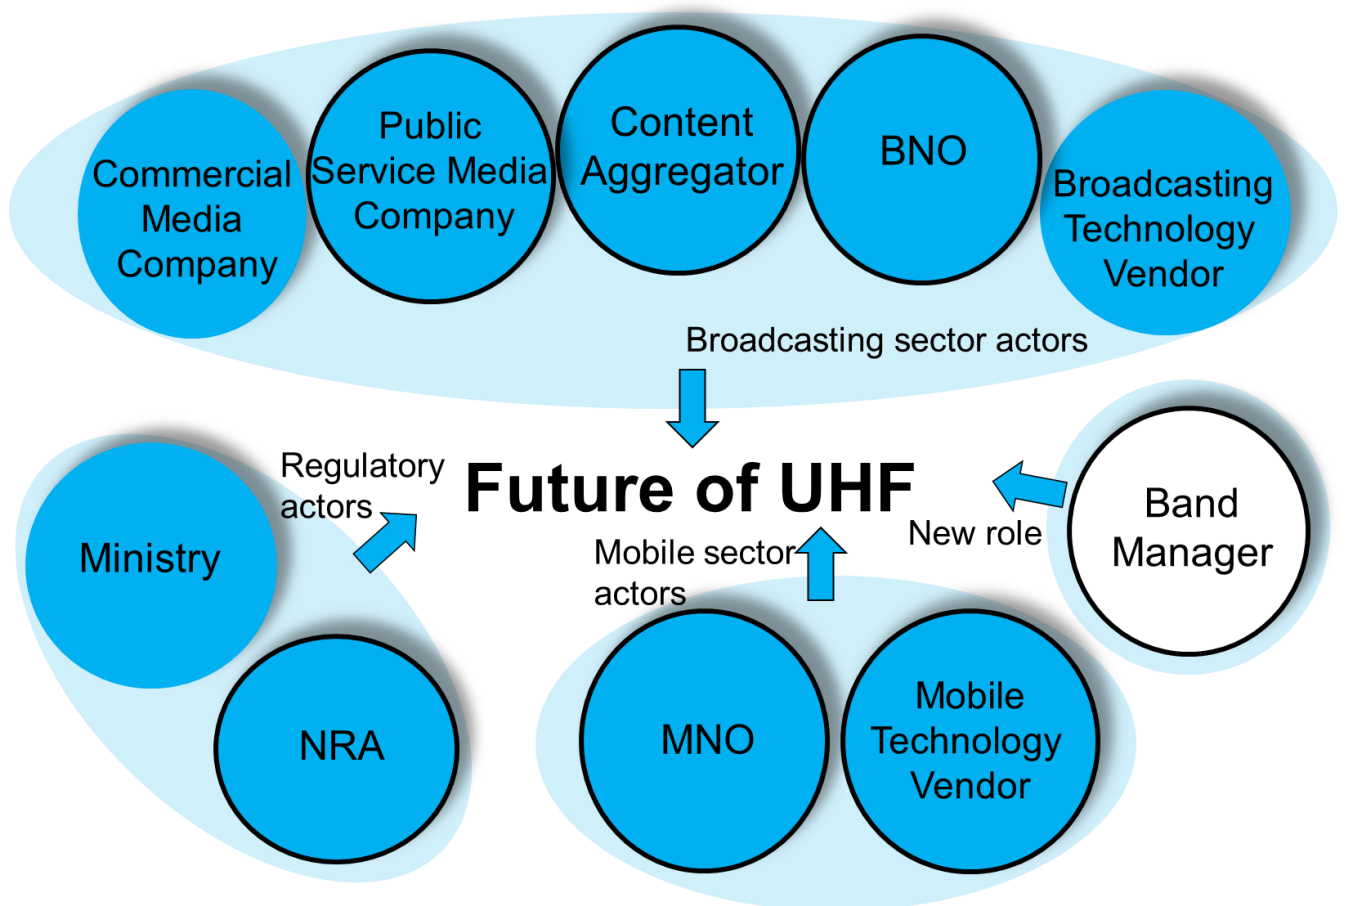 Commercial
Media
Company
Public
Service Media
Company
Content
Aggregator
BNO
Broadcasting
Technology
Vendor
Broadcasting sector actors
Regulatory
actors
Future of UHF
Mobile sector
actors
New role
Band
Manager
Ministry
NRA
MNO
Mobile
Technology
Vendor